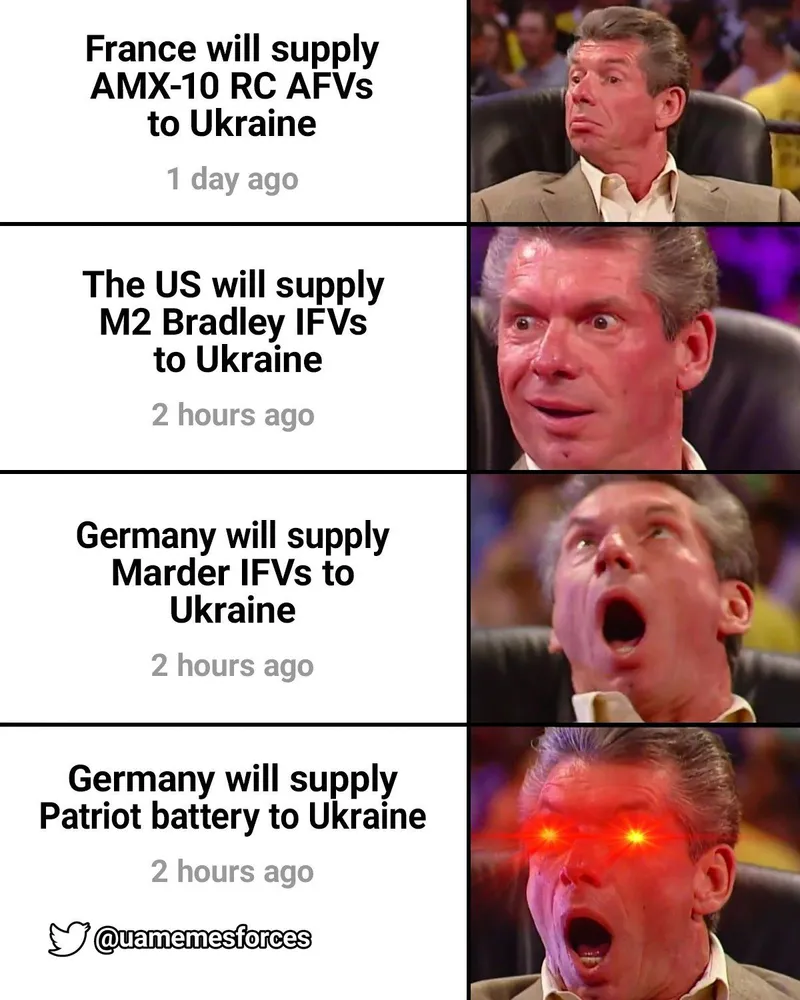 France will supply
AMX-10 RC AFVs
to Ukraine
1 day ago
The US will supply
M2 Bradley IFVs
to Ukraine
2 hours ago
Germany will supply
Marder IFVs to
Ukraine
2 hours ago
Germany will supply
Patriot battery to Ukraine
2 hours ago
@uamemesforces